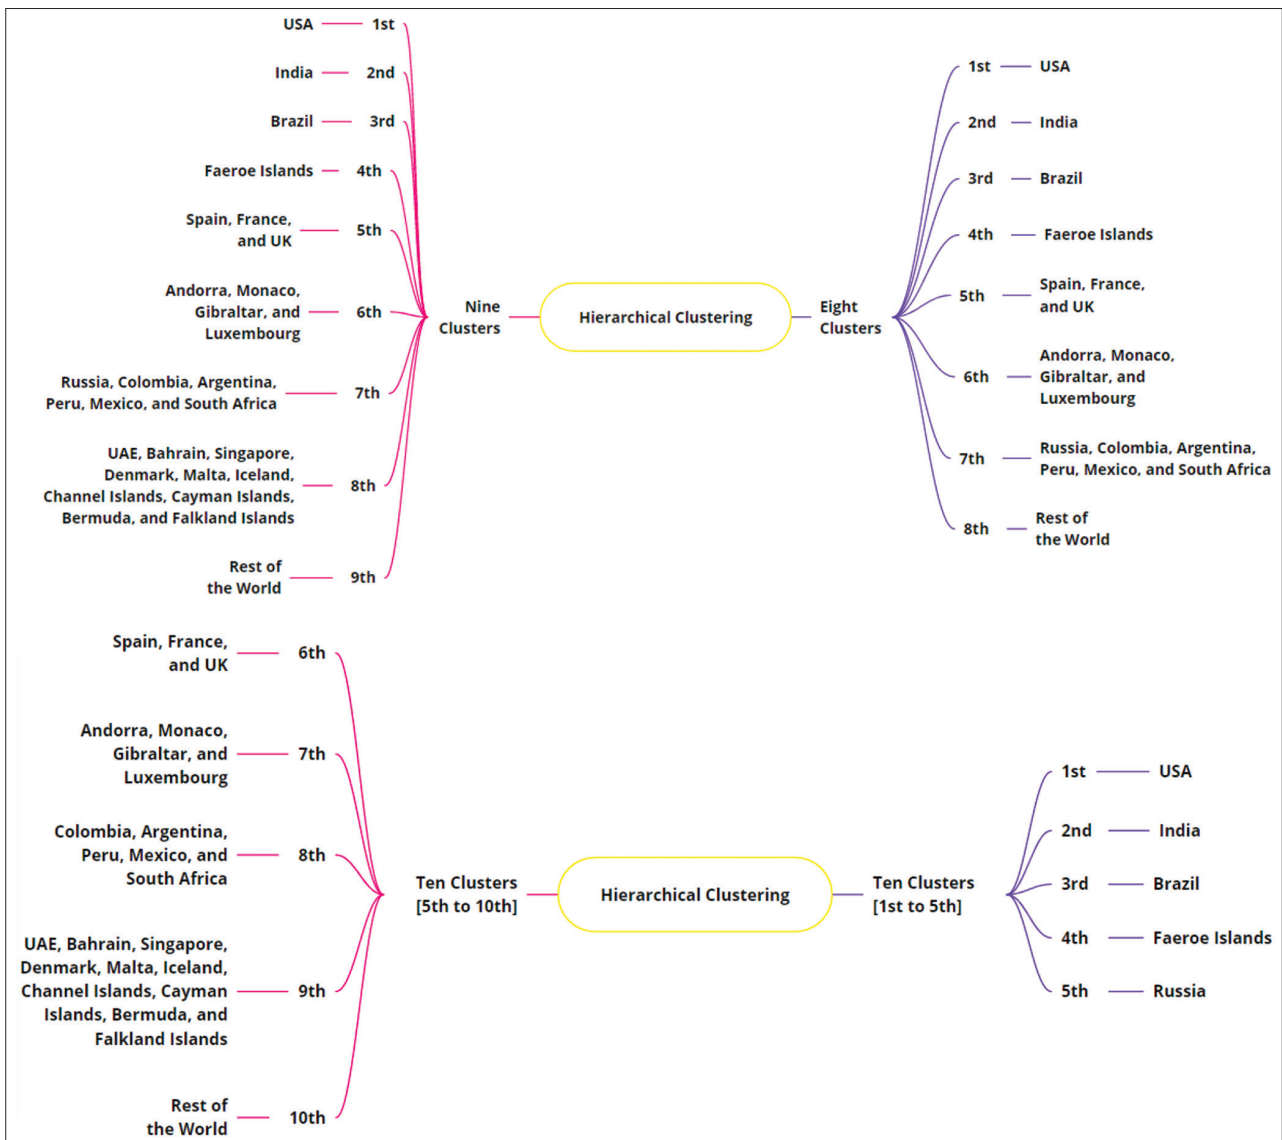 USA 1st
India 2nd
Brazil 3rd
Faeroe Islands 4th
Spain, France,
and UK
5th
Andorra, Monaco,
Gibraltar, and
Luxembourg
6th
Russia, Colombia, Argentina,
Peru, Mexico, and South Africa
7th
UAE, Bahrain, Singapore,
Denmark, Malta, Iceland,
Channel Islands, Cayman Islands,
Bermuda, and Falkland Islands
8th
Rest of
the World
9th
Nine
Clusters
Hierarchical Clustering
Eight
Clusters
1st USA
2nd India
3rd Brazil
4th Faeroe Islands
5th
Spain, France,
and UK
6th
Andorra, Monaco,
Gibraltar, and
Luxembourg
7th
Russia, Colombia, Argentina,
Peru, Mexico, and South Africa
8th
Rest of
the World
Spain, France,
and UK
6th
Andorra, Monaco,
Gibraltar, and
Luxembourg
7th
Colombia, Argentina,
Peru, Mexico, and
South Africa
8th
UAE, Bahrain, Singapore,
Denmark, Malta, Iceland,
Channel Islands, Cayman
Islands, Bermuda, and
Falkland Islands
9th
Rest of
the World
10th
Ten Clusters
[5th to 10th]
Hierarchical Clustering
Ten Clusters
[1st to 5th]
1st USA
2nd India
3rd Brazil
4th Faeroe Islands
5th Russia